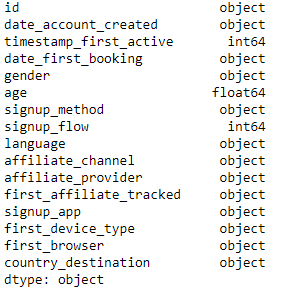 id object
date_account_created object
timestamp_first_active int64
date_first_booking object
gender object
age float64
signup_method object
signup_flow int64
language object
affiliate_channel object
affiliate_provider object
first_affiliate_tracked object
signup_app object
first_device_type object
first_browser object
country_destination object
dtype: object